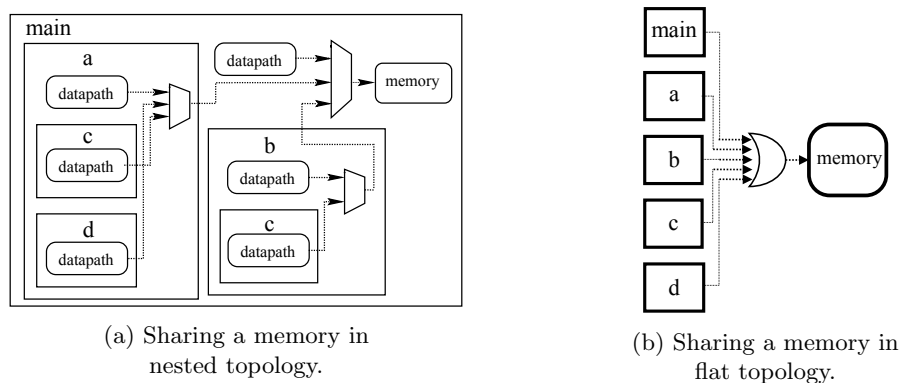 main
a
datapath
c
datapath
d
datapath
datapath
memory
b
datapath
c
datapath
(a) Sharing a memory in
nested topology.
main
a
b
c
d
memory
(b) Sharing a memory in
flat topology.